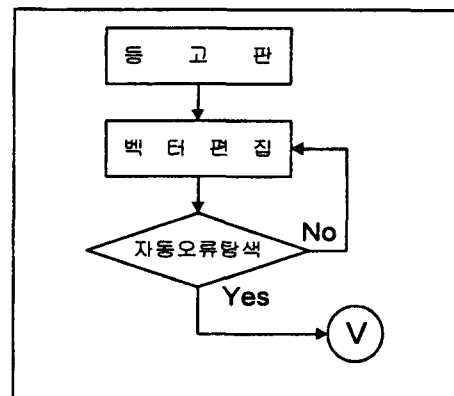 등 고 판
벡 터 편 집
자동오류탐색
No
Yes
V